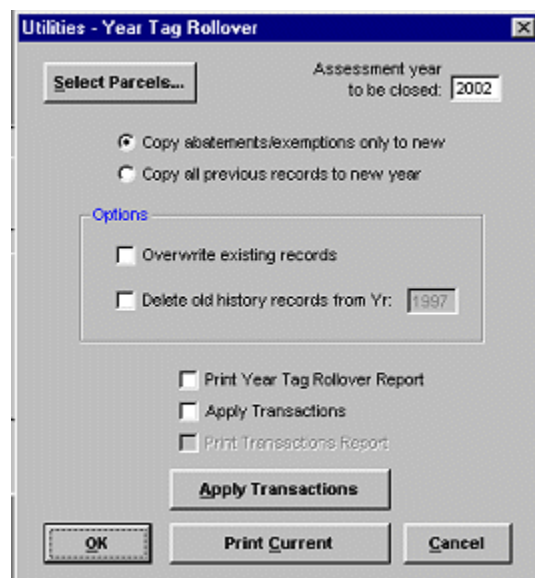 Utilities - Year Tag Rollover
Select Parcels...
Assessment year
to be closed: 2002
Copy abatements/exemptions only to new
Copy all previous records to new year
Options
Overwrite existing records
Delete old history records from Yr: 1997
Print Year Tag Rollover Report
Apply Transactions
Print Transactions Report
Apply Transactions
OK Print Current Cancel